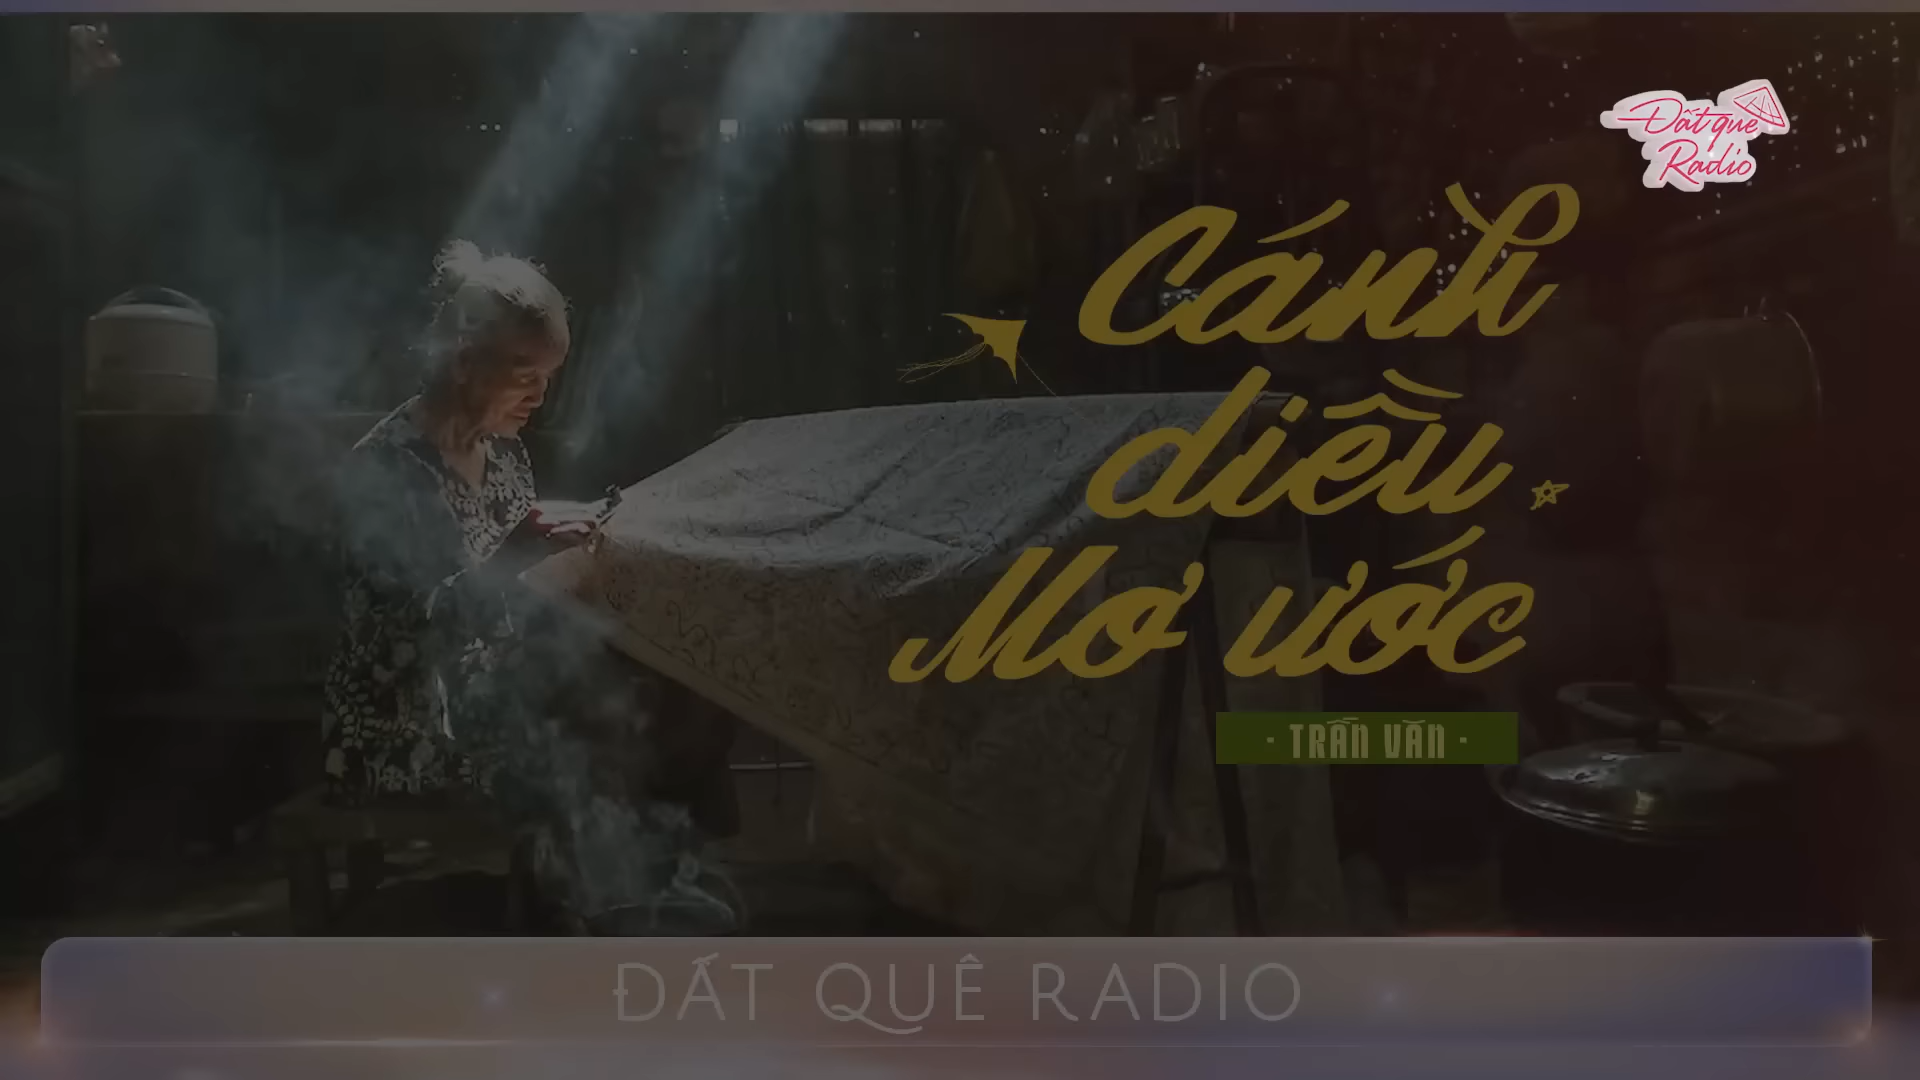 Đất quê
Radio
Cánh
diều
Mơ ước
· TRẦN VĂN ·
ĐẤT QUÊ RADIO